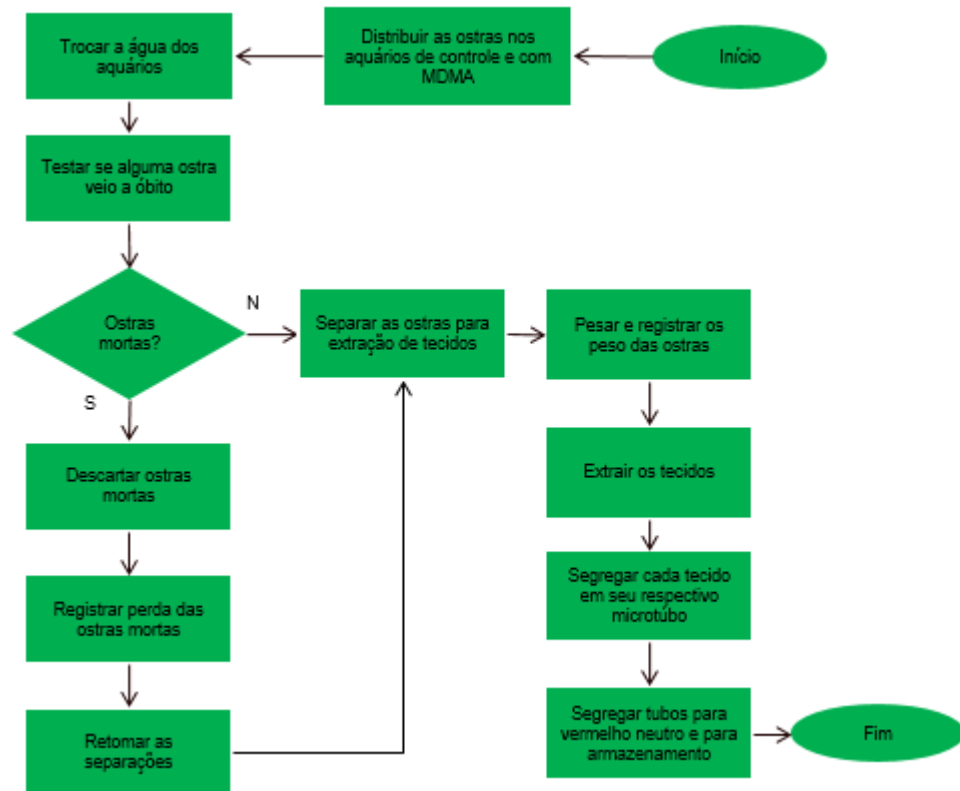 Início
Distribuir as ostras nos
aquários de controle e com
MDMA
Trocar a água dos
aquários
Testar se alguma ostra
veio a óbito
Ostras
mortas?
N
S
Descartar ostras
mortas
Registrar perda das
ostras mortas
Retomar as
separações
Separar as ostras para
extração de tecidos
Pesar e registrar os
peso das ostras
Extrair os tecidos
Segregar cada tecido
em seu respectivo
microtúbo
Segregar tubos para
vermelho neutro e para
armazenamento
Fim